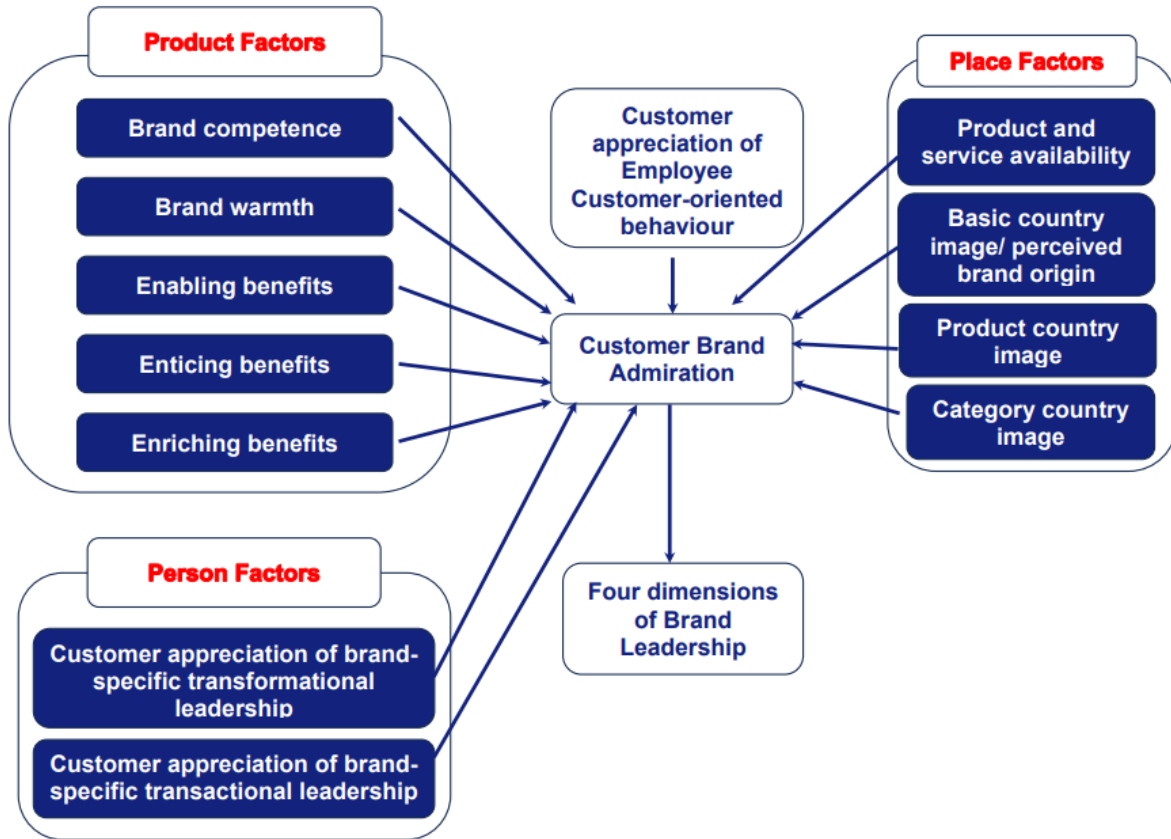 Product Factors
Brand competence
Brand warmth
Enabling benefits
Enticing benefits
Enriching benefits
Customer
appreciation of
Employee
Customer-oriented
behaviour
Place Factors
Product and
service availability
Basic country
image/ perceived
brand origin
Product country
image
Category country
image
Customer Brand
Admiration
Person Factors
Customer appreciation of brand-
specific transformational
leadership
Customer appreciation of brand-
specific transactional leadership
Four dimensions
of Brand
Leadership